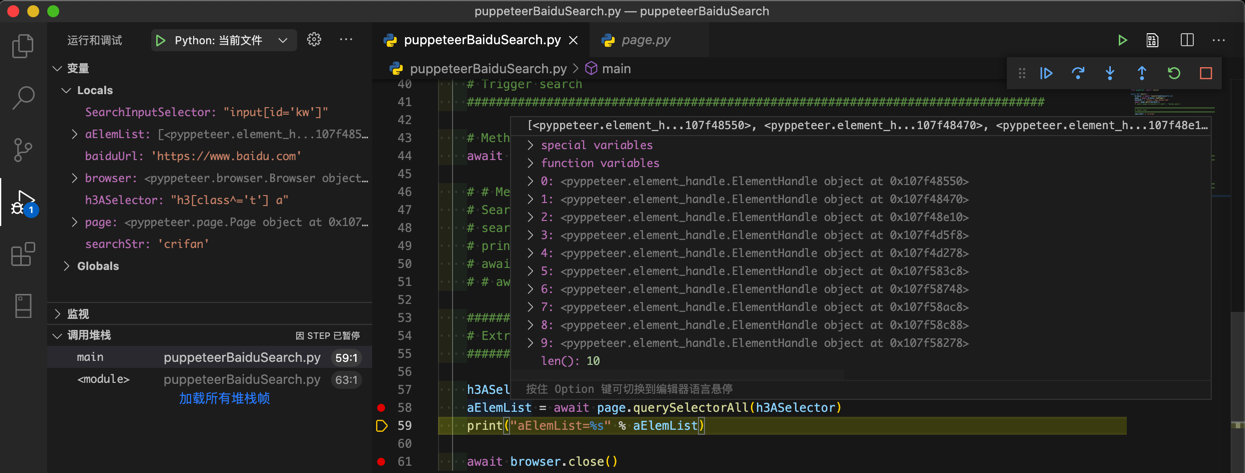 puppeteerBaiduSearch.py — puppeteerBaiduSearch
运行和调试
Python: 当前文件
变量
Locals
SearchInputSelector: "input[id='kw']"
aElemList: [<pyppeteer.element_h...107f485...
baiduUrl: 'https://www.baidu.com'
browser: <pyppeteer.browser.Browser object...
h3ASelector: "h3[class^='t'] a"
page: <pyppeteer.page.Page object at 0x107...
searchStr: 'crifan'
Globals
监视
调用堆栈
因 STEP 已暂停
main puppeteerBaiduSearch.py 59:1
<module> puppeteerBaiduSearch.py 63:1
加载所有堆栈帧
1
puppeteerBaiduSearch.py
page.py
puppeteerBaiduSearch.py > main
40 # Trigger search
41 ################################################################################
42
43 # Meth
44 await
45
46 # # Me
47 # Sear
48 # sear
49 # prin
50 # awai
51 # # aw
52
53 ######
54 # Extr
55 ######
56
57 h3ASel
58 aElemList = await page.querySelectorAll(h3ASelector)
59 print("aElemList=%s" % aElemList)
60
61 await browser.close()
[<pyppeteer.element_h...107f48550>, <pyppeteer.element_h...107f48470>, <pyppeteer.element_h...107f48e1...
special variables
function variables
0: <pyppeteer.element_handle.ElementHandle object at 0x107f48550>
1: <pyppeteer.element_handle.ElementHandle object at 0x107f48470>
2: <pyppeteer.element_handle.ElementHandle object at 0x107f48e10>
3: <pyppeteer.element_handle.ElementHandle object at 0x107f4d5f8>
4: <pyppeteer.element_handle.ElementHandle object at 0x107f4d278>
5: <pyppeteer.element_handle.ElementHandle object at 0x107f583c8>
6: <pyppeteer.element_handle.ElementHandle object at 0x107f58748>
7: <pyppeteer.element_handle.ElementHandle object at 0x107f58ac8>
8: <pyppeteer.element_handle.ElementHandle object at 0x107f58c88>
9: <pyppeteer.element_handle.ElementHandle object at 0x107f58278>
len(): 10
按住 Option 键可切换到编辑器语言悬停